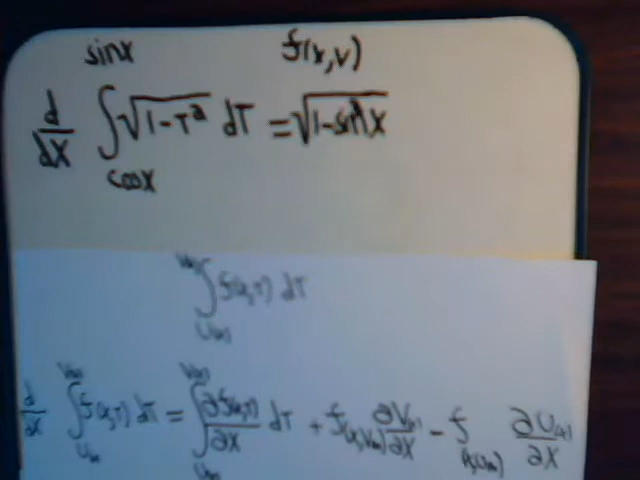 sinx f(x,v)
d/dx ∫ √1-T² dT = √1-sin²x
cosx
∫ f(x,T) dT
U(x)
d/dx ∫ f(x,T) dT = ∫ ∂f(x,T)/∂x dT + f(x,V(x)) ∂V(x)/∂x - f(x,U(x)) ∂U(x)/∂x